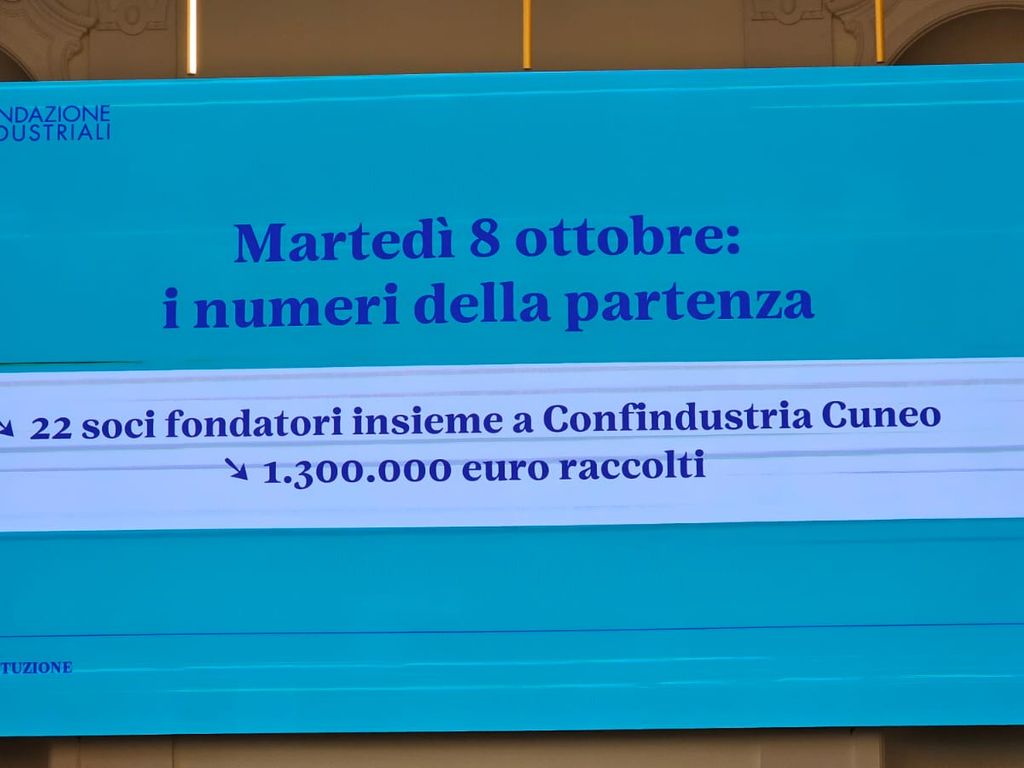 NDAZIONE
DUSTRIALI
Martedì 8 ottobre:
i numeri della partenza
↘ 22 soci fondatori insieme a Confindustria Cuneo
↘ 1.300.000 euro raccolti
TUZIONE